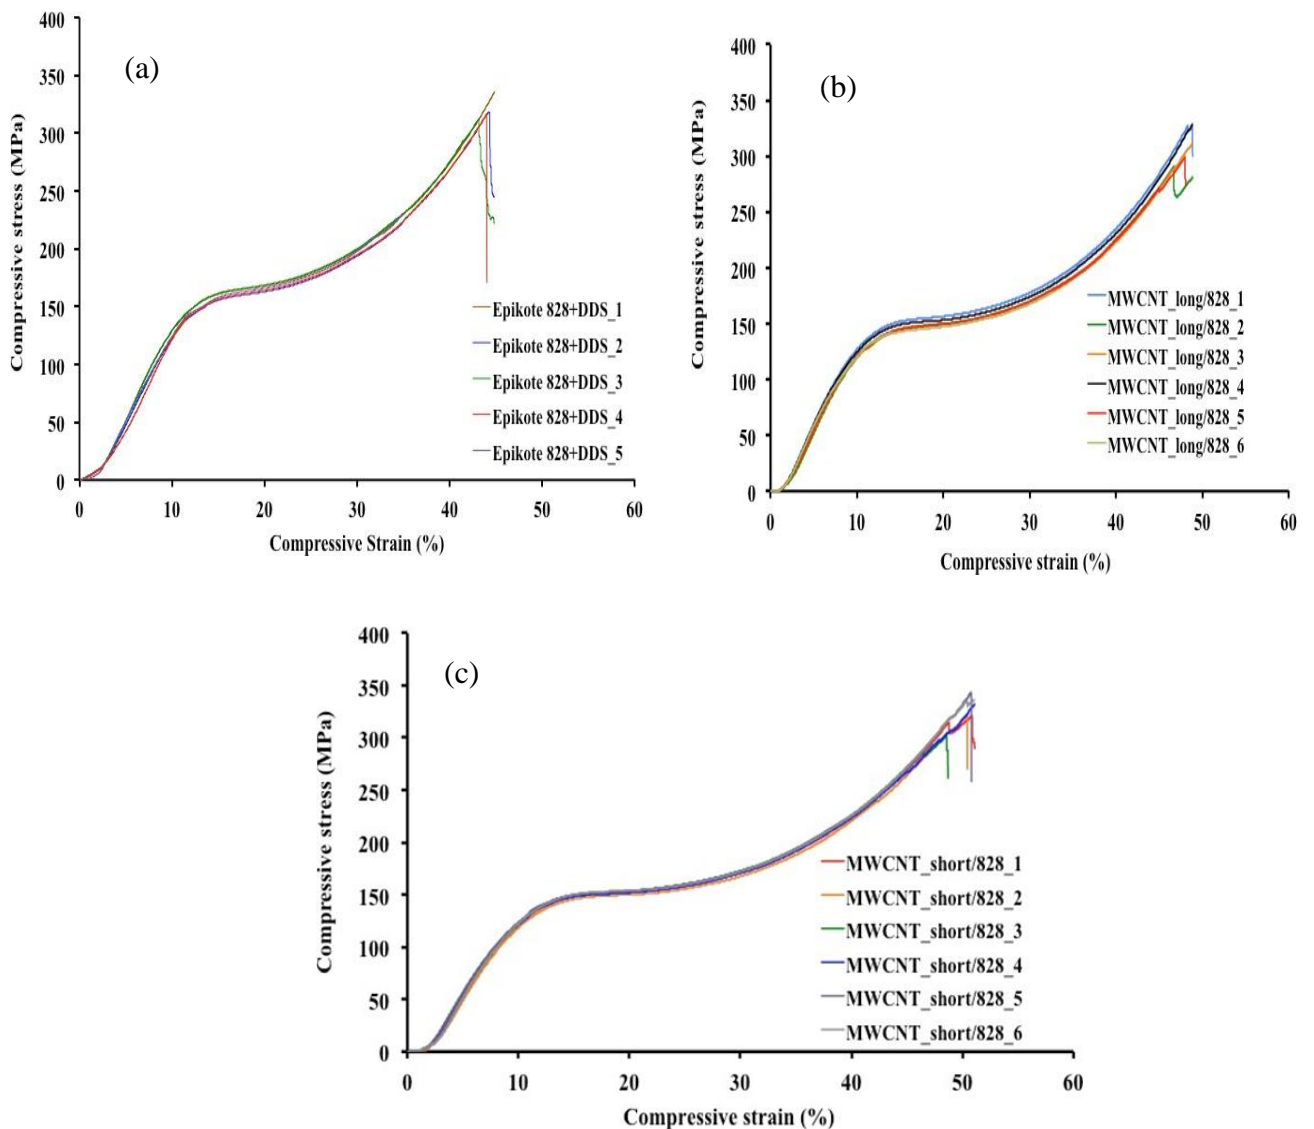 (a)
Compressive stress (MPa)
400
350
300
250
200
150
100
50
0
0 10 20 30 40 50 60
Compressive Strain (%)
Epikote 828+DDS_1
Epikote 828+DDS_2
Epikote 828+DDS_3
Epikote 828+DDS_4
Epikote 828+DDS_5
(b)
Compressive stress (MPa)
400
350
300
250
200
150
100
50
0
0 10 20 30 40 50 60
Compressive strain (%)
MWCNT_long/828_1
MWCNT_long/828_2
MWCNT_long/828_3
MWCNT_long/828_4
MWCNT_long/828_5
MWCNT_long/828_6
(c)
Compressive stress (MPa)
400
350
300
250
200
150
100
50
0
0 10 20 30 40 50 60
Compressive strain (%)
MWCNT_short/828_1
MWCNT_short/828_2
MWCNT_short/828_3
MWCNT_short/828_4
MWCNT_short/828_5
MWCNT_short/828_6